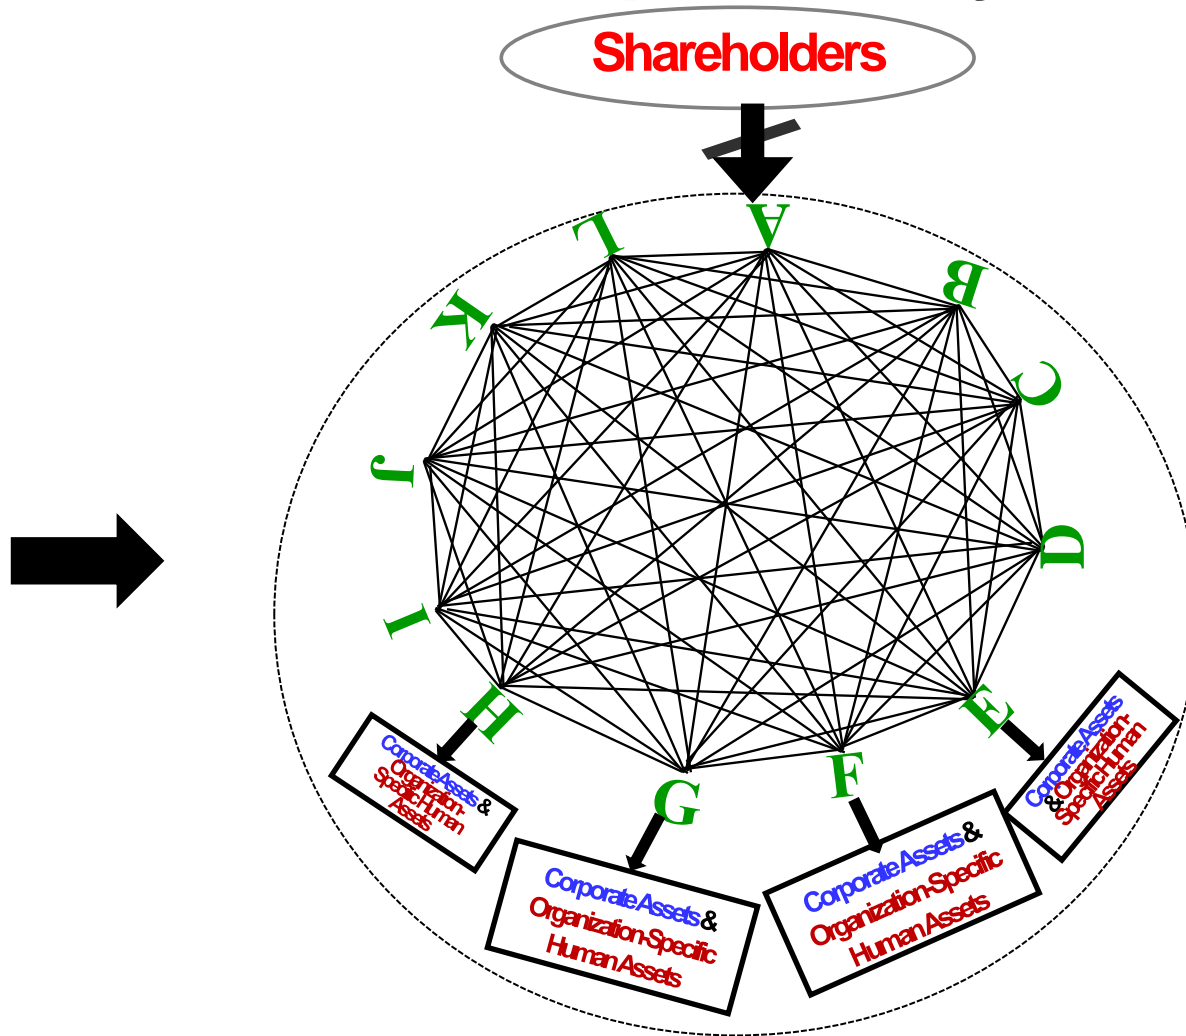 Shareholders
A
B
C
D
E
F
G
H
I
J
K
L
Corporate Assets &
Organization-
Specific Human
Assets
Corporate Assets &
Organization-Specific
Human Assets
Corporate Assets &
Organization-Specific
Human Assets
Corporate Assets
& Organization-
Specific Human
Assets